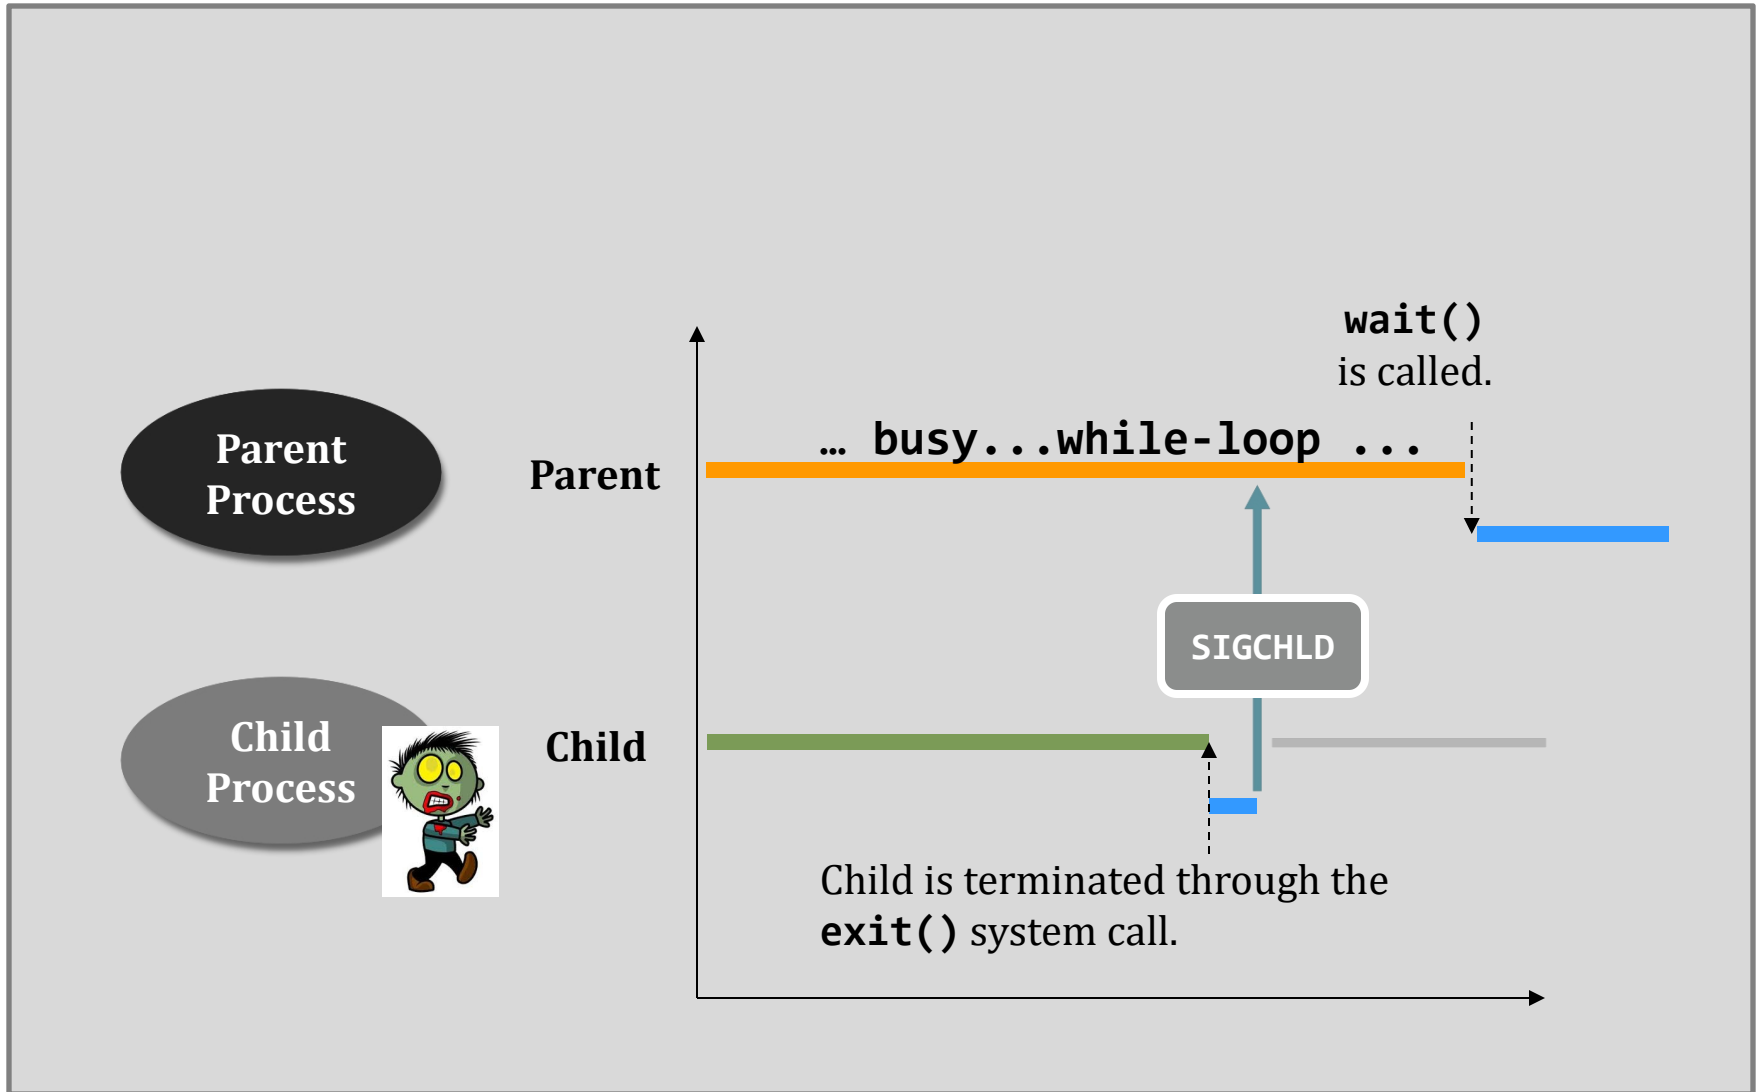 wait()
is called.
… busy...while-loop ...
Parent
Process
Parent
SIGCHLD
Child
Process
Child
Child is terminated through the
exit() system call.